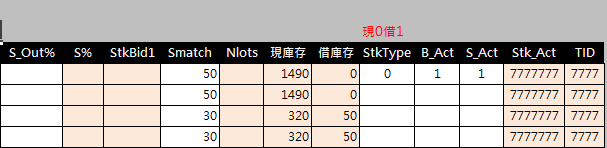 現0借1
S_Out% S% StkBid1 Smatch Nlots 現庫存 借庫存 StkType B_Act S_Act Stk_Act TID
50 1490 0 0 1 1 7777777 7777
50 1490 0 7777777 7777
30 320 50 7777777 7777
30 320 50 7777777 7777